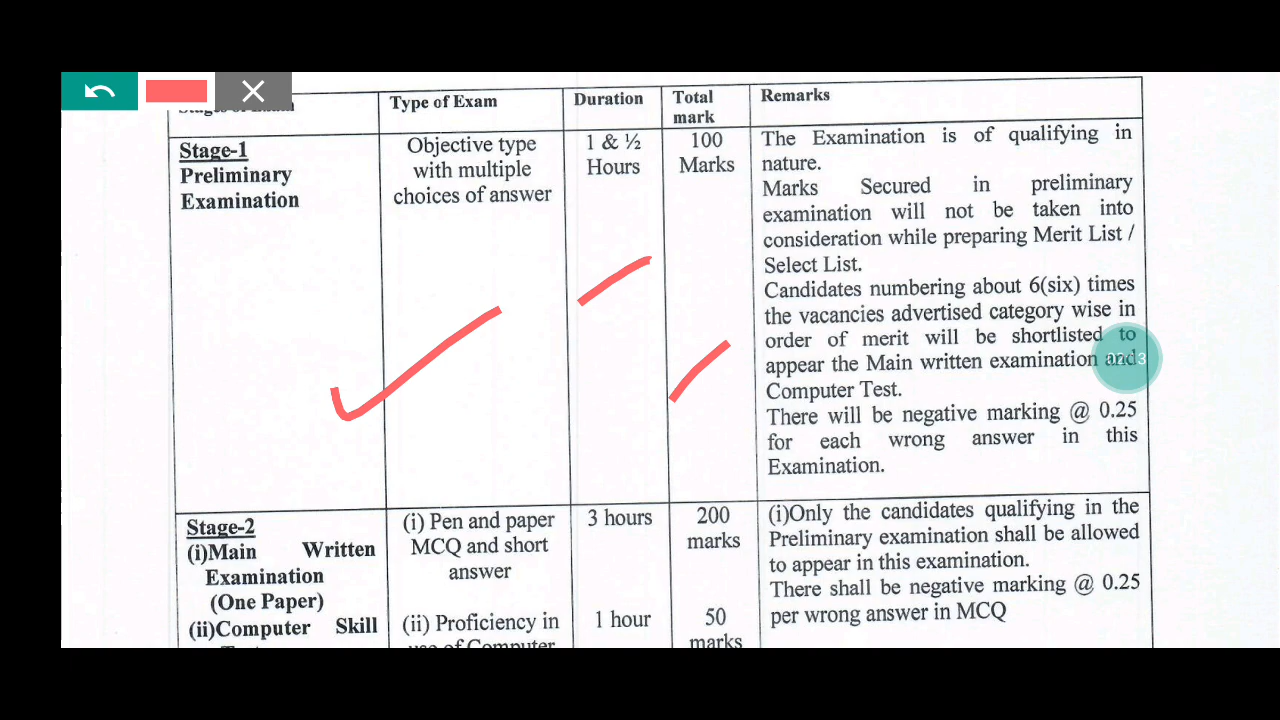 Type of Exam
Duration
Total
mark
Remarks
Stage-1
Preliminary
Examination
Objective type
with multiple
choices of answer
1 & ½
Hours
100
Marks
The Examination is of qualifying in
nature.
Marks Secured in preliminary
examination will not be taken into
consideration while preparing Merit List /
Select List.
Candidates numbering about 6(six) times
the vacancies advertised category wise in
order of merit will be shortlisted to
appear the Main written examination and
Computer Test.
There will be negative marking @ 0.25
for each wrong answer in this
Examination.
Stage-2
(i)Main Written
Examination
(One Paper)
(ii)Computer Skill
(i) Pen and paper
MCQ and short
answer
(ii) Proficiency in
use of Computer
3 hours
1 hour
200
marks
50
marks
(i)Only the candidates qualifying in the
Preliminary examination shall be allowed
to appear in this examination.
There shall be negative marking @ 0.25
per wrong answer in MCQ